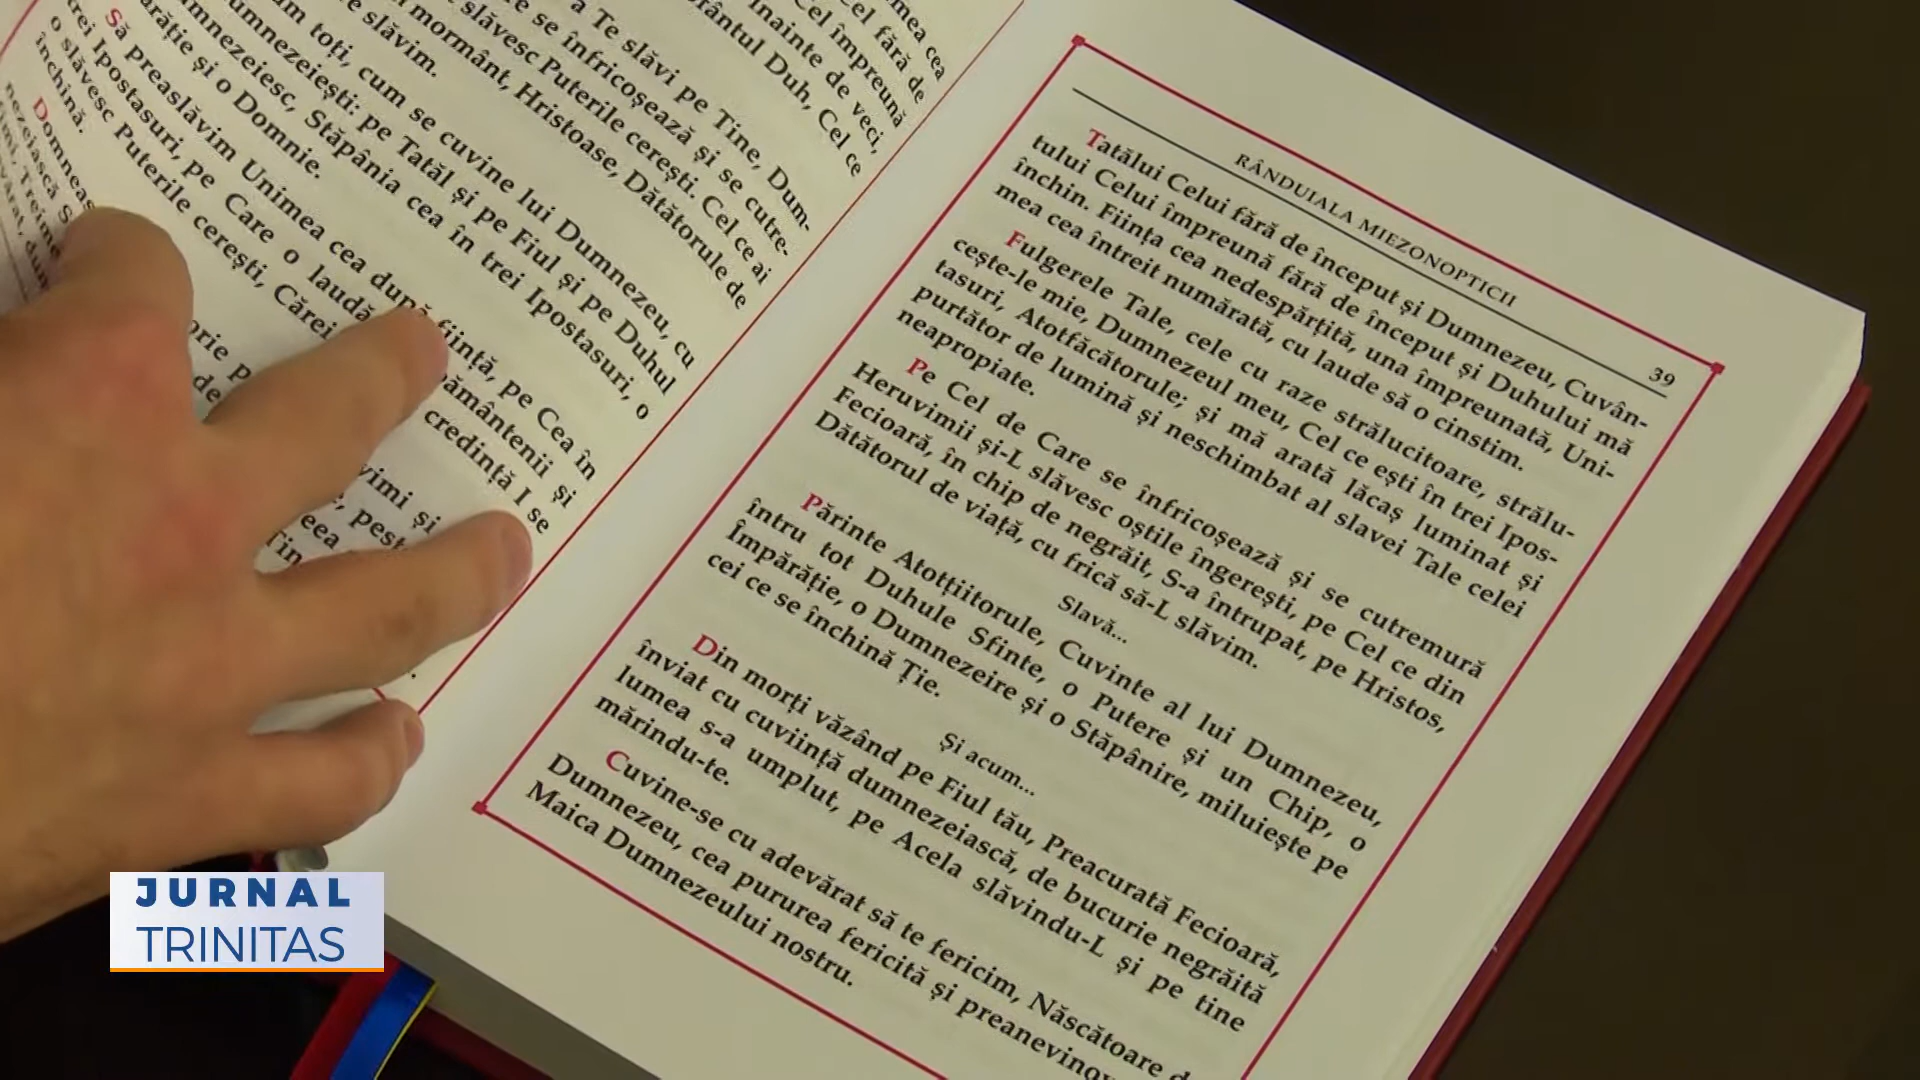 mea cea
Cel fără de
Cel împreună
înainte de veci,
Duh, Cel ce
a Te slăvi pe Tine, Dum-
se înfricoșează și se cutre-
slăvesc Puterile cerești. Cel ce ai
mormânt, Hristoase, Dătătorule de
slăvim.
toți, cum se cuvine lui Dumnezeu, cu
pe Tatăl și pe Fiul și pe Duhul
Stăpânia cea în trei Ipostasuri, o
și o Domnie.
Să preaslăvim Unimea cea după ființă, pe Cea în
trei Ipostasuri, pe Care o laudă pământenii și
o slăvesc Puterile cerești, Cărei credință I se
închină.
RÂNDUIALA MIEZONOPTICII
39
Tatălui Celui fără de început și Dumnezeu, Cuvân-
tului Celui împreună fără de început și Duhului mă
închin. Ființa cea nedespărțită, una împreunată, Uni-
mea cea întreit numărată, cu laude să o cinstim.
Fulgerele Tale, cele cu raze strălucitoare, strălu-
cește-le mie, Dumnezeul meu, Cel ce ești în trei Ipos-
tasuri, Atotfăcătorule; și mă arată lăcaș luminat și
purtător de lumină și neschimbat al slavei Tale celei
neapropiate.
Pe Cel de Care se înfricoșează și se cutremură
Heruvimii și-L slăvesc oștile îngerești, pe Cel ce din
Fecioară, în chip de negrăit, S-a întrupat, pe Hristos,
Dătătorul de viață, cu frică să-L slăvim.
Slavă...
Părinte Atotțiitorule, Cuvinte al lui Dumnezeu,
întru tot Duhule Sfinte, o Putere și un Chip, o
Împărăție, o Dumnezeire și o Stăpânire, miluiește pe
cei ce se închină Ție.
Și acum...
Din morți văzând pe Fiul tău, Preacurată Fecioară,
înviat cu cuviință dumnezeiască, de bucurie negrăită
lumea s-a umplut, pe Acela slăvindu-L și pe tine
mărindu-te.
Cuvine-se cu adevărat să te fericim, Născătoare
Dumnezeu, cea pururea fericită și
Maica Dumnezeului nostru.
JURNAL
TRINITAS